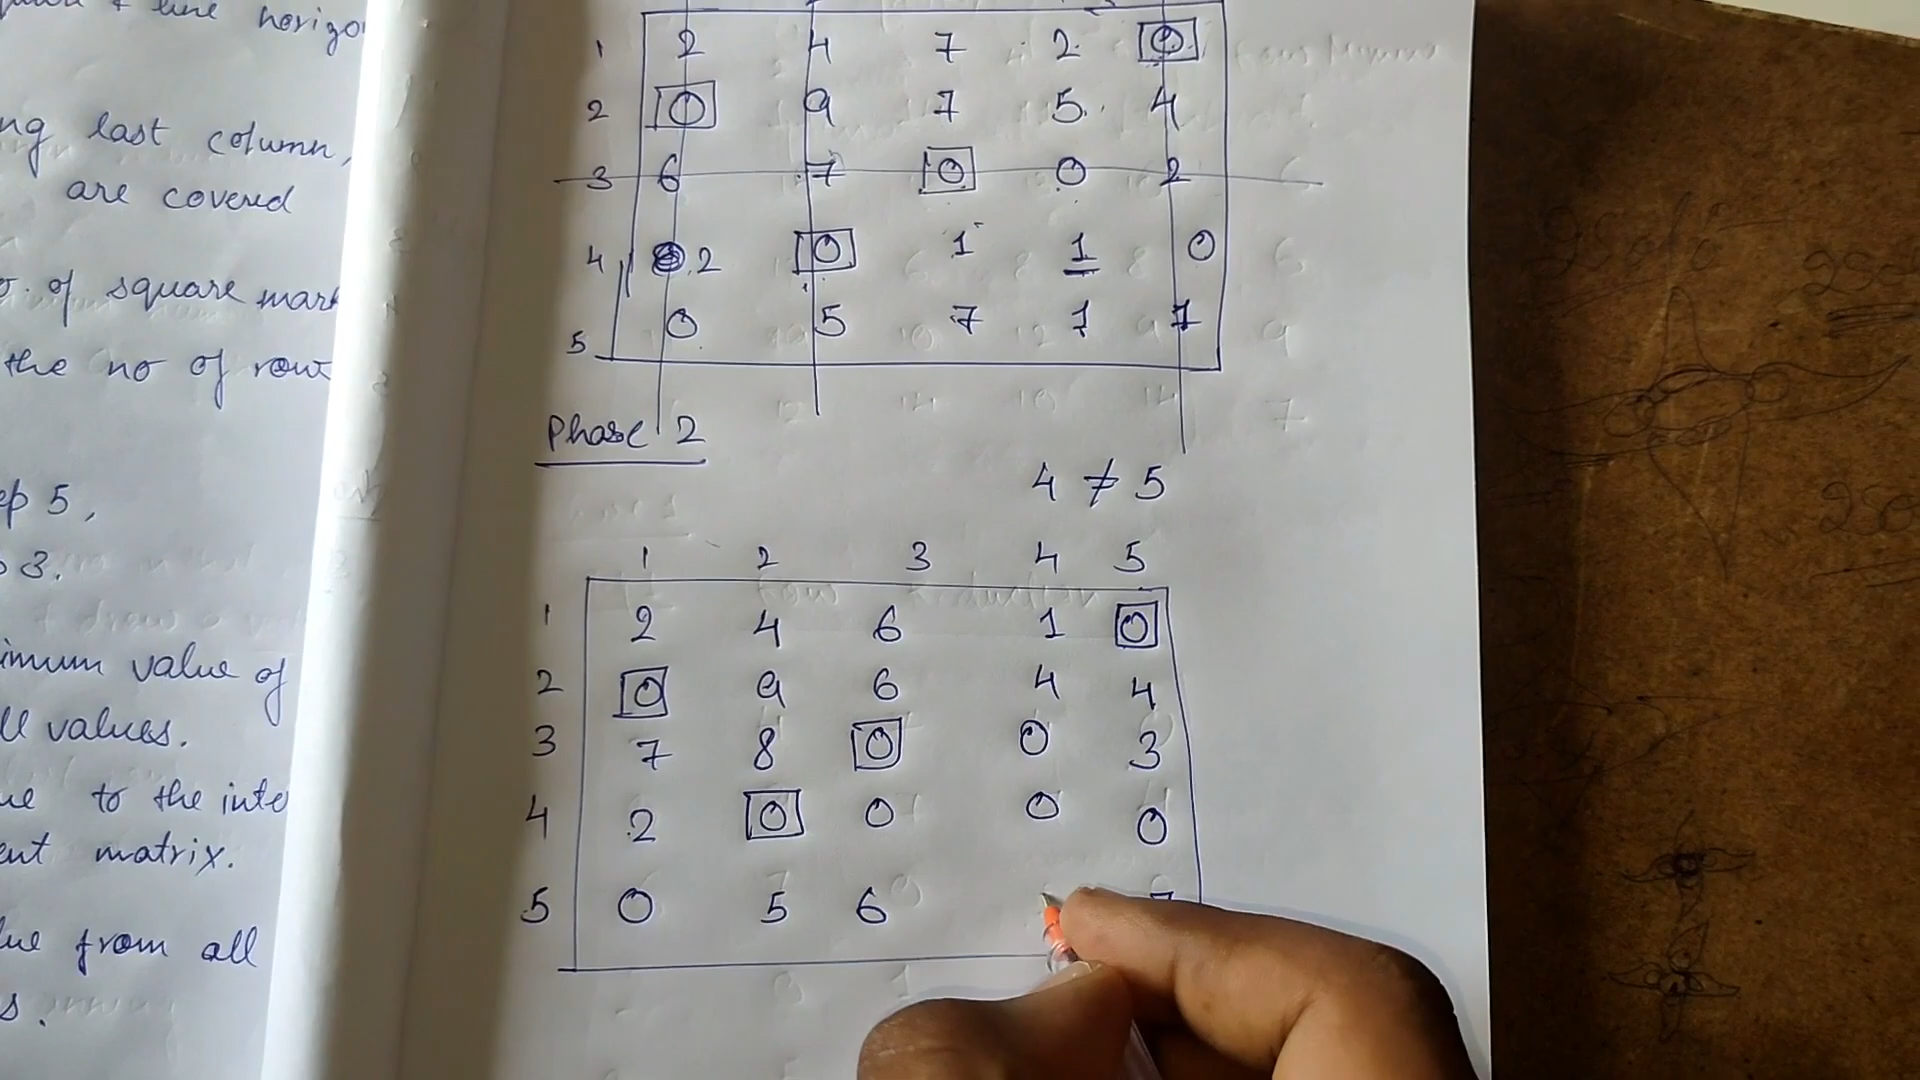 horizo
ng last column,
are covered
of square mark
the no of rows
ep 5,
3.
imum value of
ll values.
ue to the inte
ent matrix.
lue from all
s.
1 2 4 7 2 0
2 0 9 7 5 4
3 6 7 0 0 2
4 2 0 1 1 0
5 0 5 7 1 7
Phase 2
4 ≠ 5
1 2 3 4 5
1 2 4 6 1 0
2 0 9 6 4 4
3 7 8 0 0 3
4 2 0 0 0 0
5 0 5 6